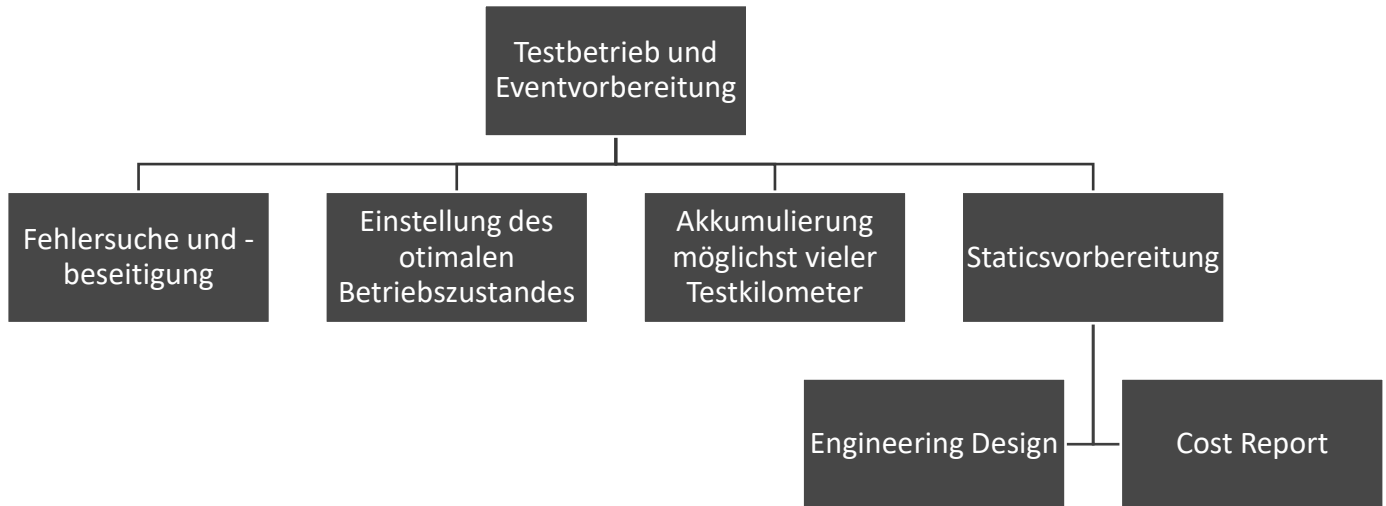 Testbetrieb und
Eventvorbereitung
Fehlersuche und -
beseitigung
Einstellung des
otimalen
Betriebszustandes
Akkumulierung
möglichst vieler
Testkilometer
Staticsvorbereitung
Engineering Design
Cost Report